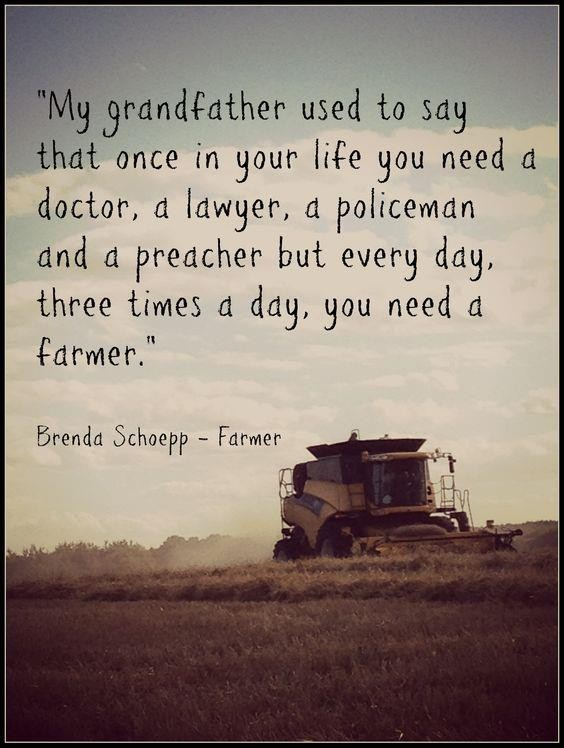 "My grandfather used to say
that once in your life you need a
doctor, a lawyer, a policeman
and a preacher but every day,
three times a day, you need a
farmer."
Brenda Schoepp - Farmer